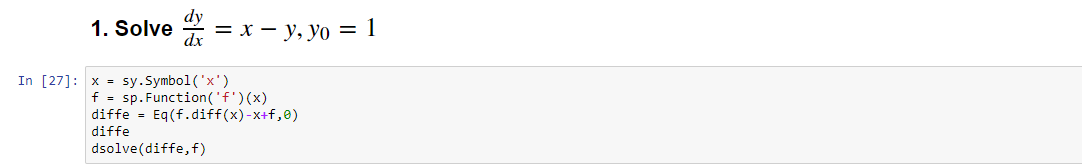 1. Solve dy/dx = x − y, y₀ = 1
In [27]: x = sy.Symbol('x')
f = sp.Function('f')(x)
diffe = Eq(f.diff(x)-x+f,0)
diffe
dsolve(diffe,f)